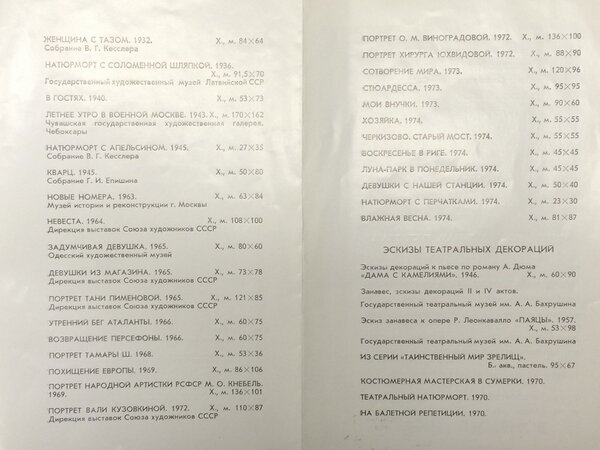 ЖЕНЩИНА С ТАЗОМ. 1932. Х., м. 84×64
Собрание В. Г. Кесслера
НАТЮРМОРТ С СОЛОМЕННОЙ ШЛЯПКОЙ. 1936.
Х., м. 91,5×70
Государственный художественный музей Латвийской ССР
В ГОСТЯХ. 1940. Х., м. 53×73
ЛЕТНЕЕ УТРО В ВОЕННОЙ МОСКВЕ. 1943. Х., м. 170×162
Чувашская государственная художественная галерея.
Чебоксары
НАТЮРМОРТ С АПЕЛЬСИНОМ. 1945. Х., м. 27×35
Собрание В. Г. Кесслера
КВАРЦ. 1945. Х., м. 50×80
Собрание Г. И. Епишина
НОВЫЕ НОМЕРА. 1963. Х., м. 63×84
Музей истории и реконструкции г. Москвы
НЕВЕСТА. 1964. Х., м. 108×100
Дирекция выставок Союза художников СССР
ЗАДУМЧИВАЯ ДЕВУШКА. 1965. Х., м. 80×60
Одесский художественный музей
ДЕВУШКИ ИЗ МАГАЗИНА. 1965. Х., м. 73×78
Дирекция выставок Союза художников СССР
ПОРТРЕТ ТАНИ ПИМЕНОВОЙ. 1965. Х., м. 121×85
Дирекция выставок Союза художников СССР
УТРЕННИЙ БЕГ АТАЛАНТЫ. 1966. Х., м. 60×75
ВОЗВРАЩЕНИЕ ПЕРСЕФОНЫ. 1966. Х., м. 60×75
ПОРТРЕТ ТАМАРЫ Ш. 1968. Х., м. 53×36
ПОХИЩЕНИЕ ЕВРОПЫ. 1969. Х., м. 86×106
ПОРТРЕТ НАРОДНОЙ АРТИСТКИ РСФСР М. О. КНЕБЕЛЬ.
1969. Х., м. 136×101
ПОРТРЕТ ВАЛИ КУЗОВКИНОЙ. 1972. Х., м. 110×87
Дирекция выставок Союза художников СССР
ПОРТРЕТ О. М. ВИНОГРАДОВОЙ. 1972. Х., м. 136×100
ПОРТРЕТ ХИРУРГА ЮХВИДОВОЙ. 1972. Х., м. 88×90
СОТВОРЕНИЕ МИРА. 1973. Х., м. 120×96
СТЮАРДЕССА. 1973. Х., м. 95×95
МОИ ВНУЧКИ. 1973. Х., м. 90×60
ХОЗЯЙКА. 1974. Х., м. 55×55
ЧЕРКИЗОВО. СТАРЫЙ МОСТ. 1974. Х., м. 55×55
ВОСКРЕСЕНЬЕ В РИГЕ. 1974. Х., м. 45×45
ЛУНА-ПАРК В ПОНЕДЕЛЬНИК. 1974. Х., м. 45×45
ДЕВУШКИ С НАШЕЙ СТАНЦИИ. 1974. Х., м. 50×40
НАТЮРМОРТ С ПЕРЧАТКАМИ. 1974. Х., м. 23×30
ВЛАЖНАЯ ВЕСНА. 1974. Х., м. 81×87
ЭСКИЗЫ ТЕАТРАЛЬНЫХ ДЕКОРАЦИЙ
Эскизы декораций к пьесе по роману А. Дюма
«ДАМА С КАМЕЛИЯМИ». 1946. Х., м. 60×90
Занавес, эскизы декораций II и IV актов.
Государственный театральный музей им. А. А. Бахрушина
Эскиз занавеса к опере Р. Леонкавалло «ПАЯЦЫ». 1957.
Х., м. 53×98
Государственный театральный музей им. А. А. Бахрушина
ИЗ СЕРИИ «ТАИНСТВЕННЫЙ МИР ЗРЕЛИЩ».
Б., акв., пастель. 95×67
КОСТЮМЕРНАЯ МАСТЕРСКАЯ В СУМЕРКИ. 1970.
ТЕАТРАЛЬНЫЙ НАТЮРМОРТ. 1970.
НА БАЛЕТНОЙ РЕПЕТИЦИИ. 1970.